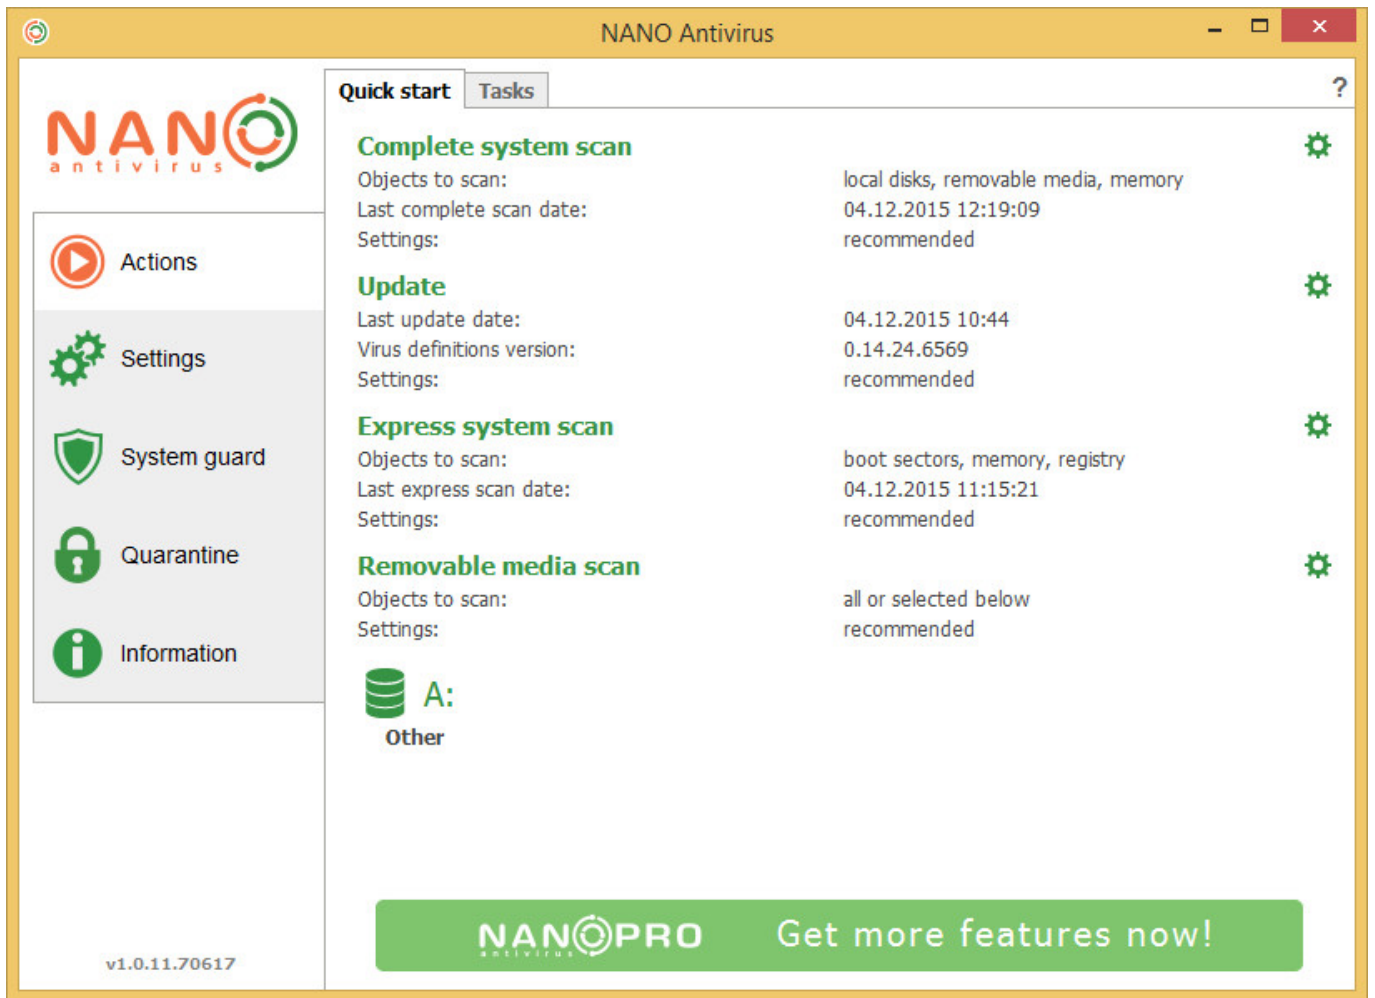 NANO Antivirus
NANO
antivirus
Quick start Tasks ?
Complete system scan
Objects to scan: local disks, removable media, memory
Last complete scan date: 04.12.2015 12:19:09
Settings: recommended
Actions
Update
Last update date: 04.12.2015 10:44
Virus definitions version: 0.14.24.6569
Settings: recommended
Settings
Express system scan
Objects to scan: boot sectors, memory, registry
Last express scan date: 04.12.2015 11:15:21
Settings: recommended
System guard
Quarantine
Removable media scan
Objects to scan: all or selected below
Settings: recommended
Information
A:
Other
NANO PRO Get more features now!
antivirus
v1.0.11.70617